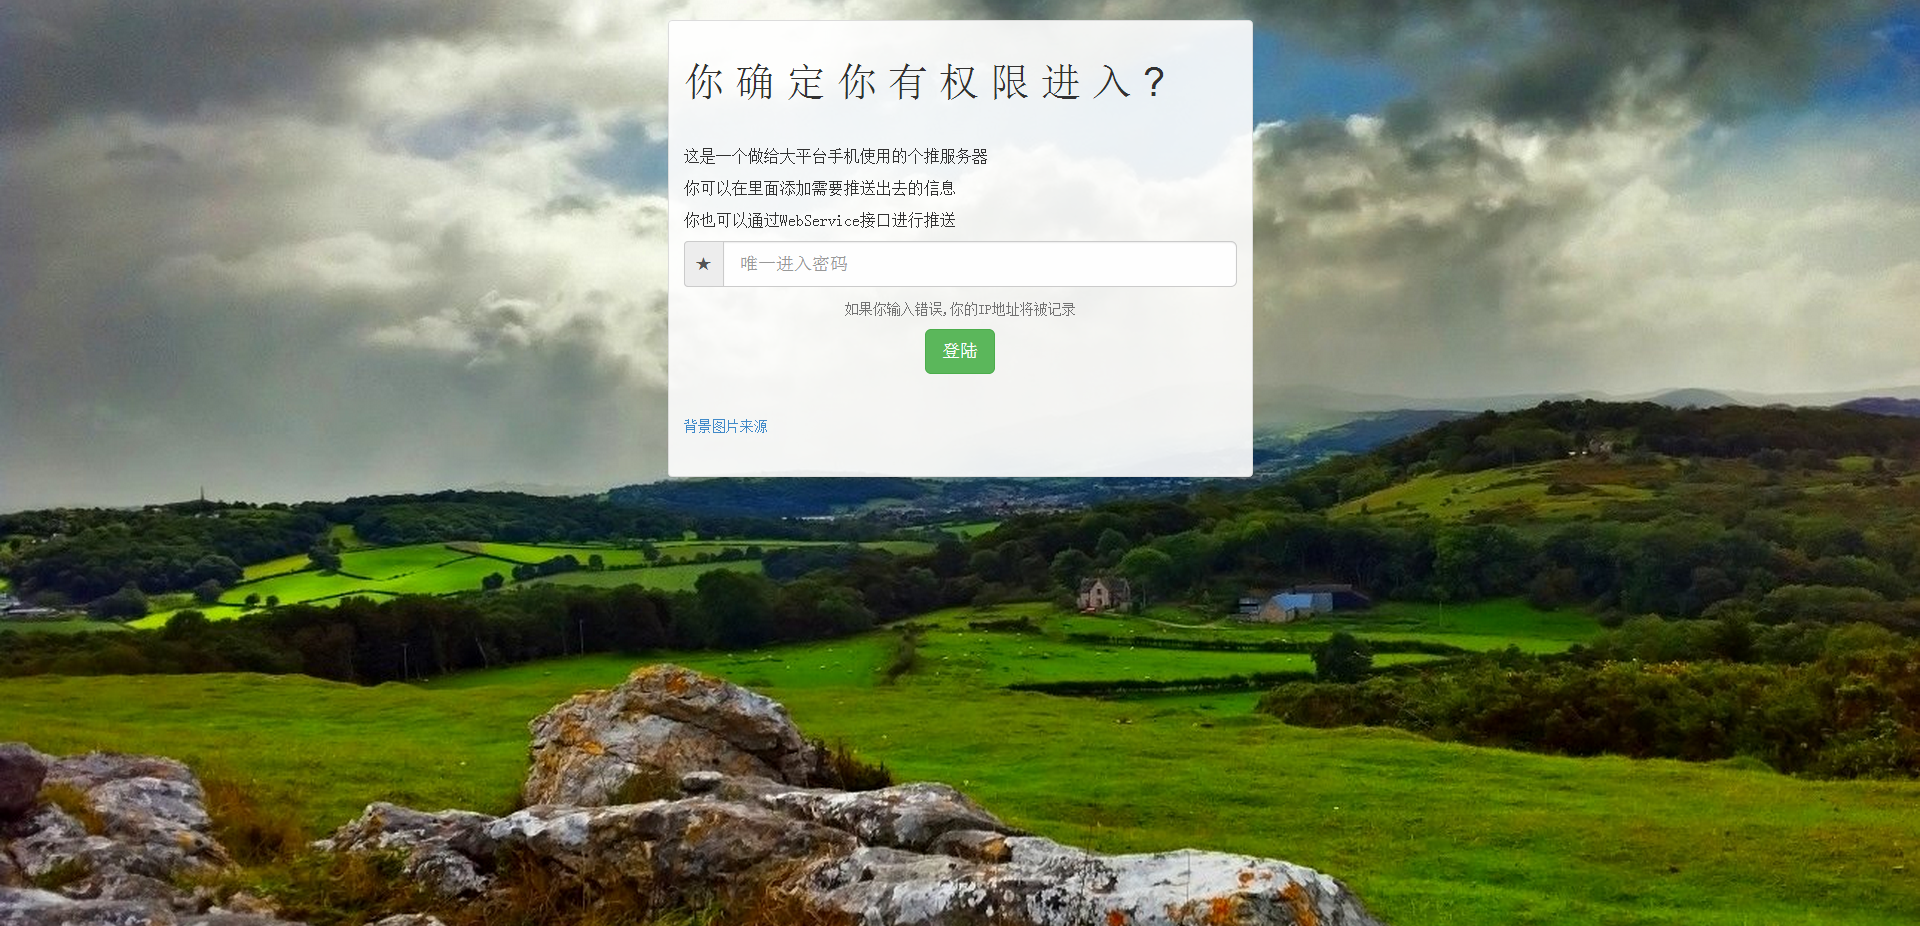 你确定你有权限进入?
这是一个做给大平台手机使用的个推服务器
你可以在里面添加需要推送出去的信息
你也可以通过WebService接口进行推送
★ 唯一进入密码
如果你输入错误,你的IP地址将被记录
登陆
背景图片来源